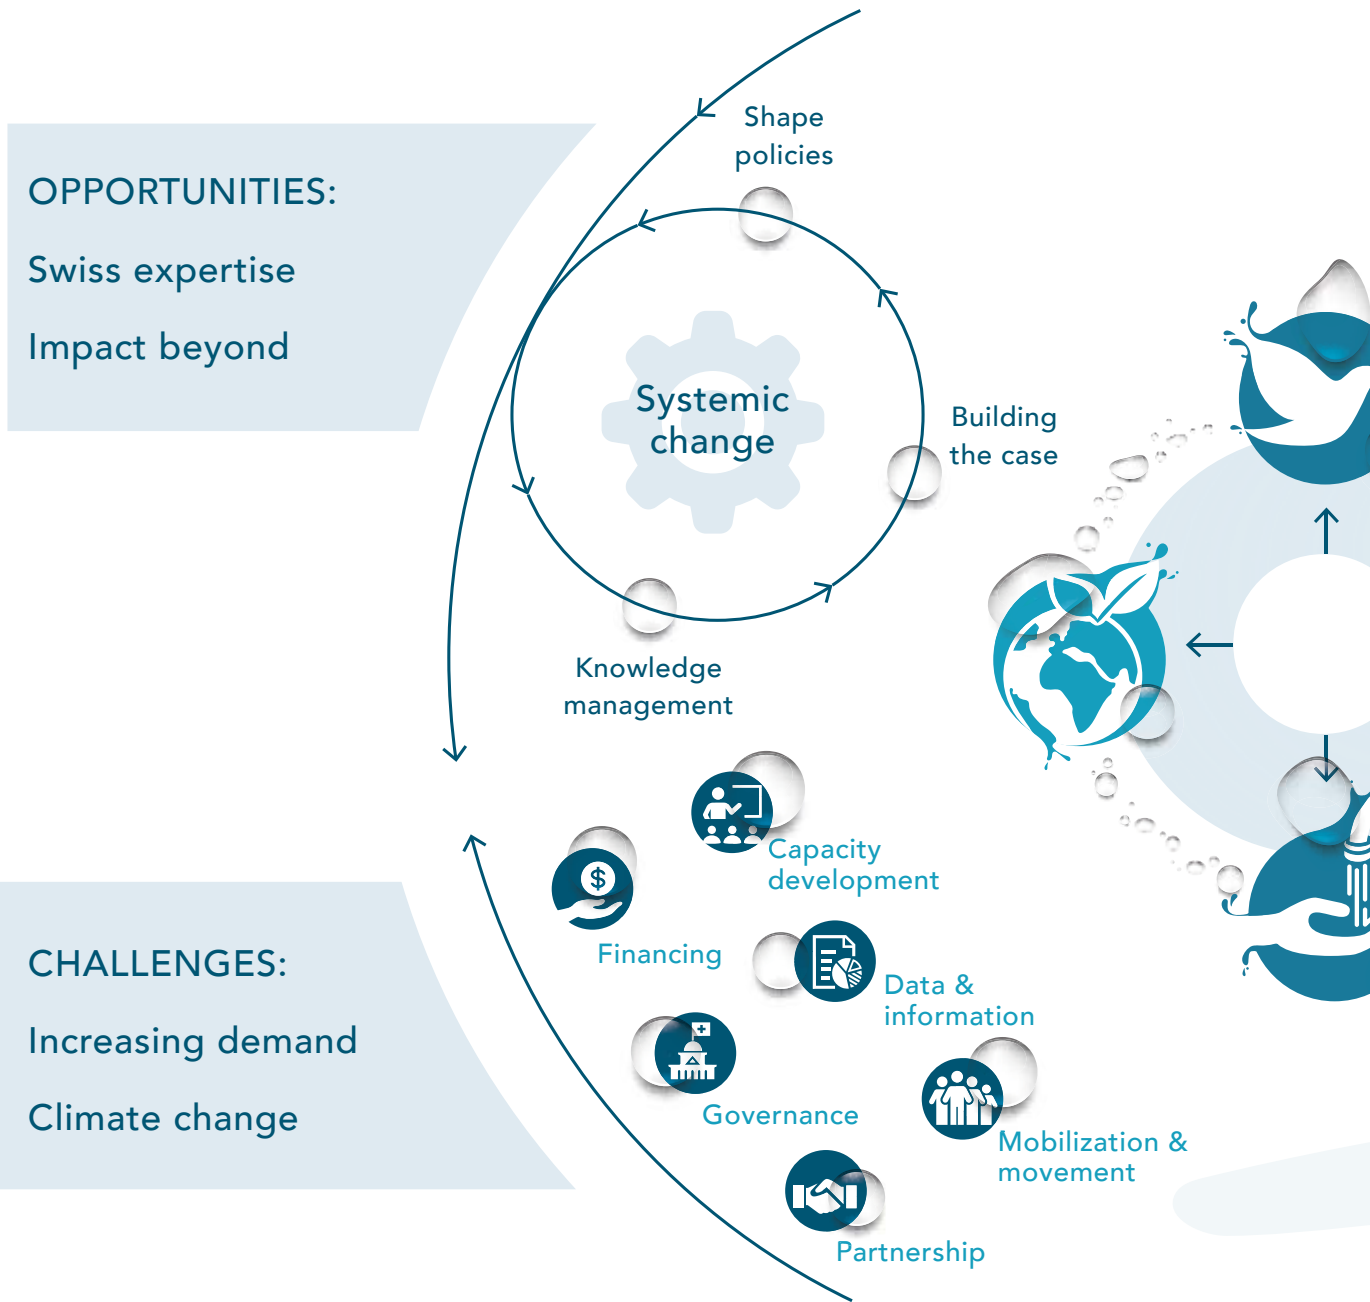 OPPORTUNITIES:
Swiss expertise
Impact beyond
Shape
policies
Systemic
change
Building
the case
Knowledge
management
CHALLENGES:
Increasing demand
Climate change
Capacity
development
$
Financing
Data &
information
Governance
Mobilization &
movement
Partnership